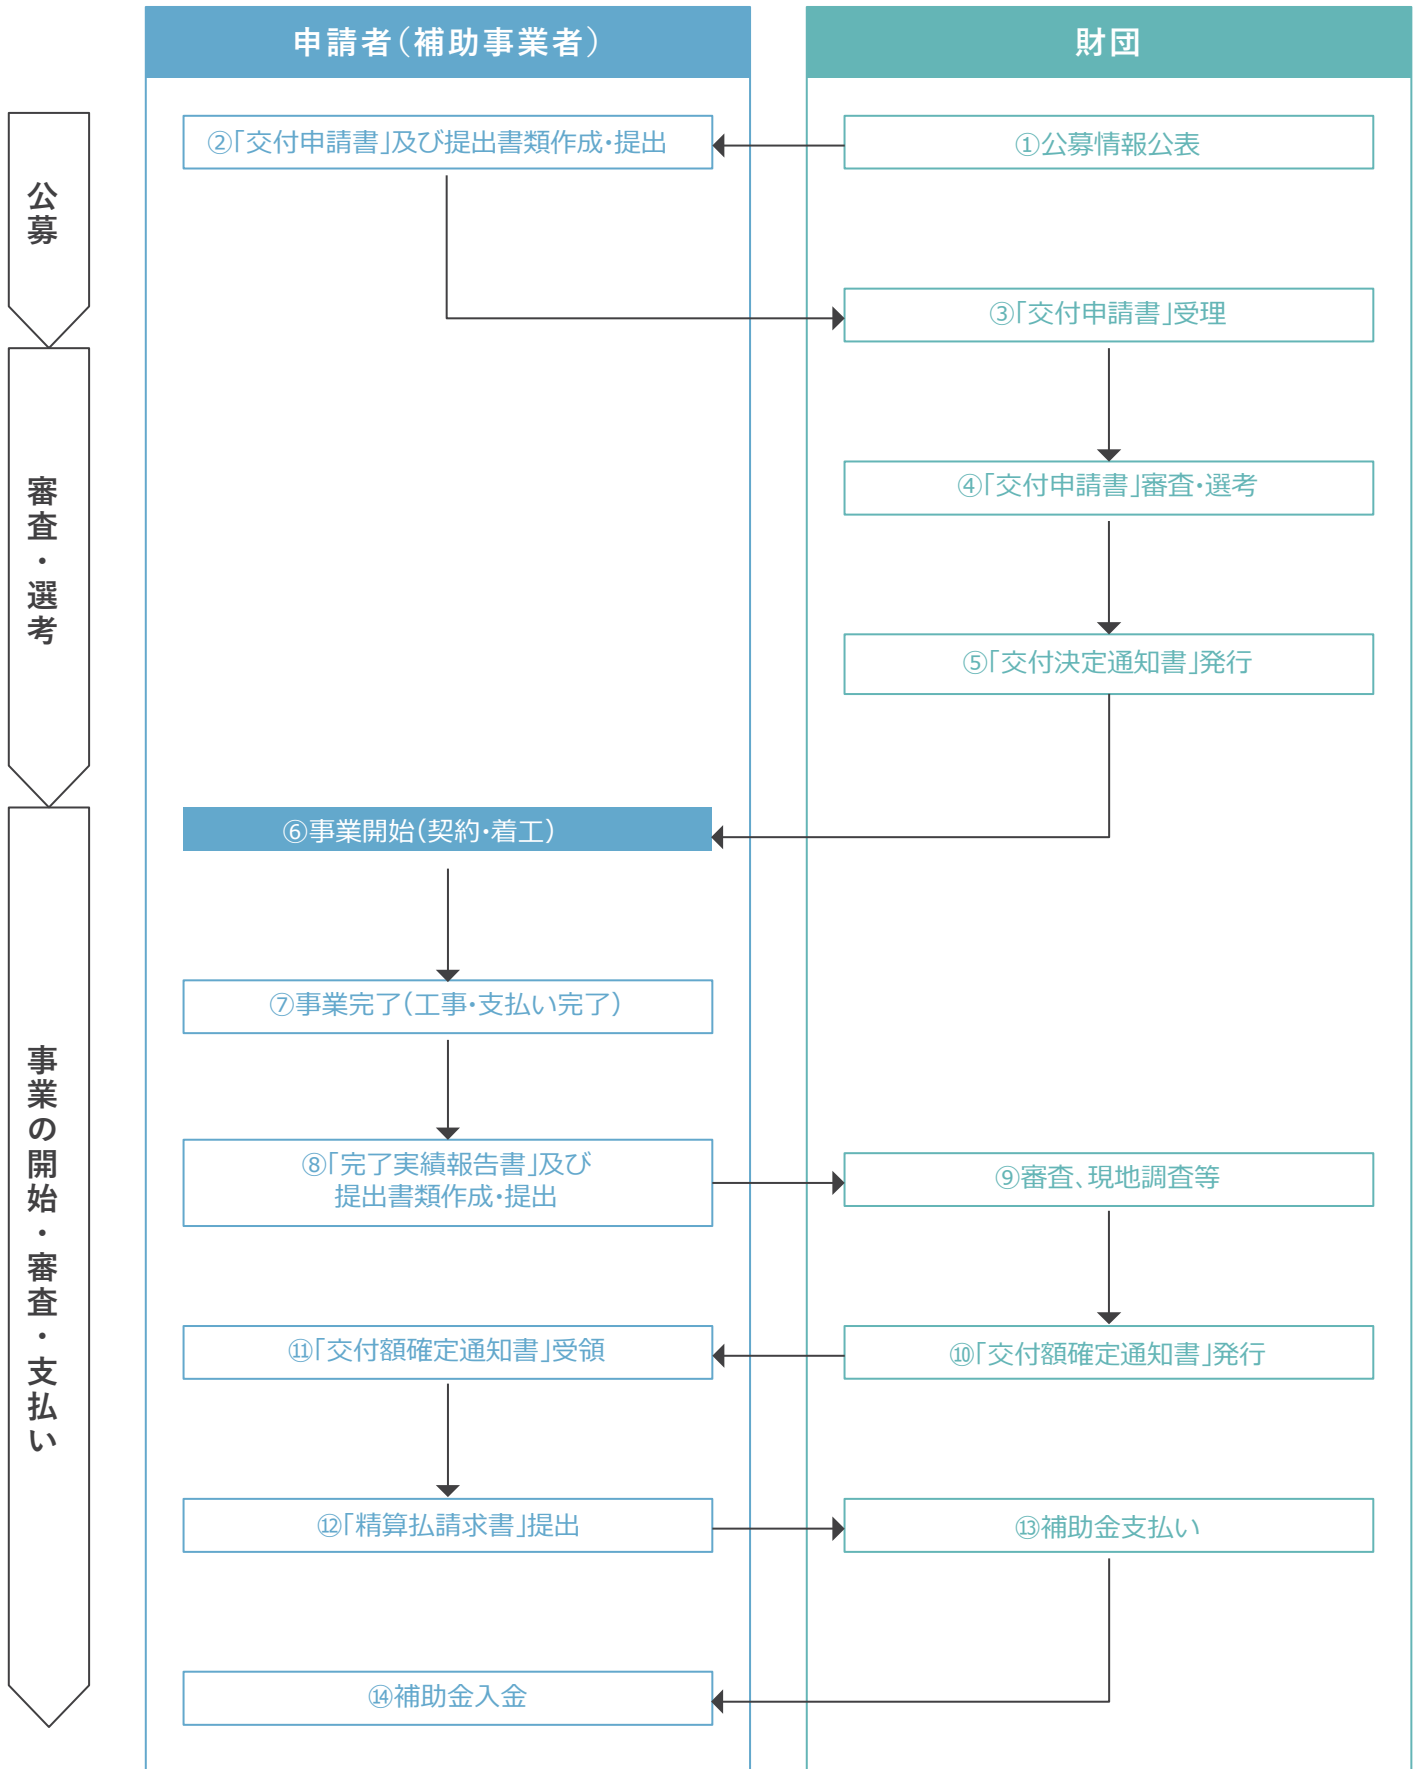 申請者（補助事業者）
財団
公募
②「交付申請書」及び提出書類作成・提出
①公募情報公表
③「交付申請書」受理
審査・選考
④「交付申請書」審査・選考
⑤「交付決定通知書」発行
事業の開始・審査・支払い
⑥事業開始（契約・着工）
⑦事業完了（工事・支払い完了）
⑧「完了実績報告書」及び
提出書類作成・提出
⑨審査、現地調査等
⑪「交付額確定通知書」受領
⑩「交付額確定通知書」発行
⑫「精算払請求書」提出
⑬補助金支払い
⑭補助金入金